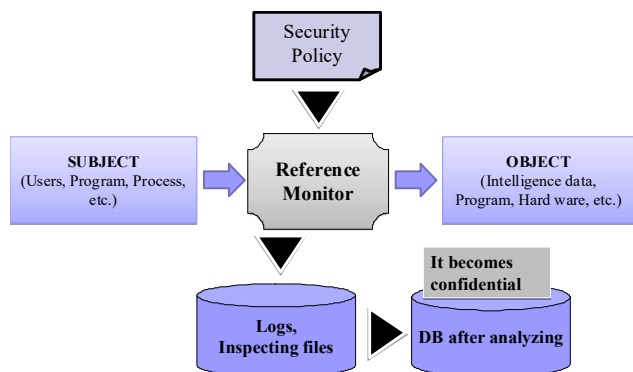 Security
Policy
SUBJECT
(Users, Program, Process,
etc.)
Reference
Monitor
OBJECT
(Intelligence data,
Program, Hard ware, etc.)
It becomes
confidential
Logs,
Inspecting files
DB after analyzing